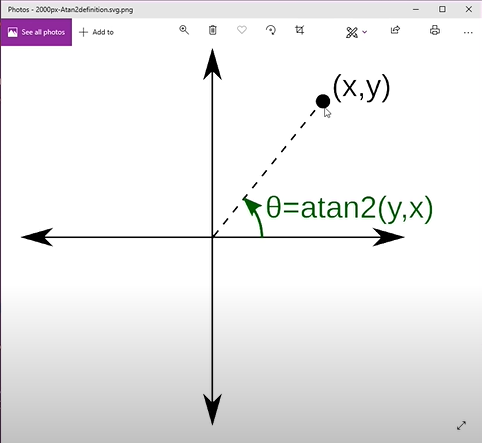 Photos - 2000px-Atan2definition.svg.png
See all photos
Add to
(x,y)
θ=atan2(y,x)